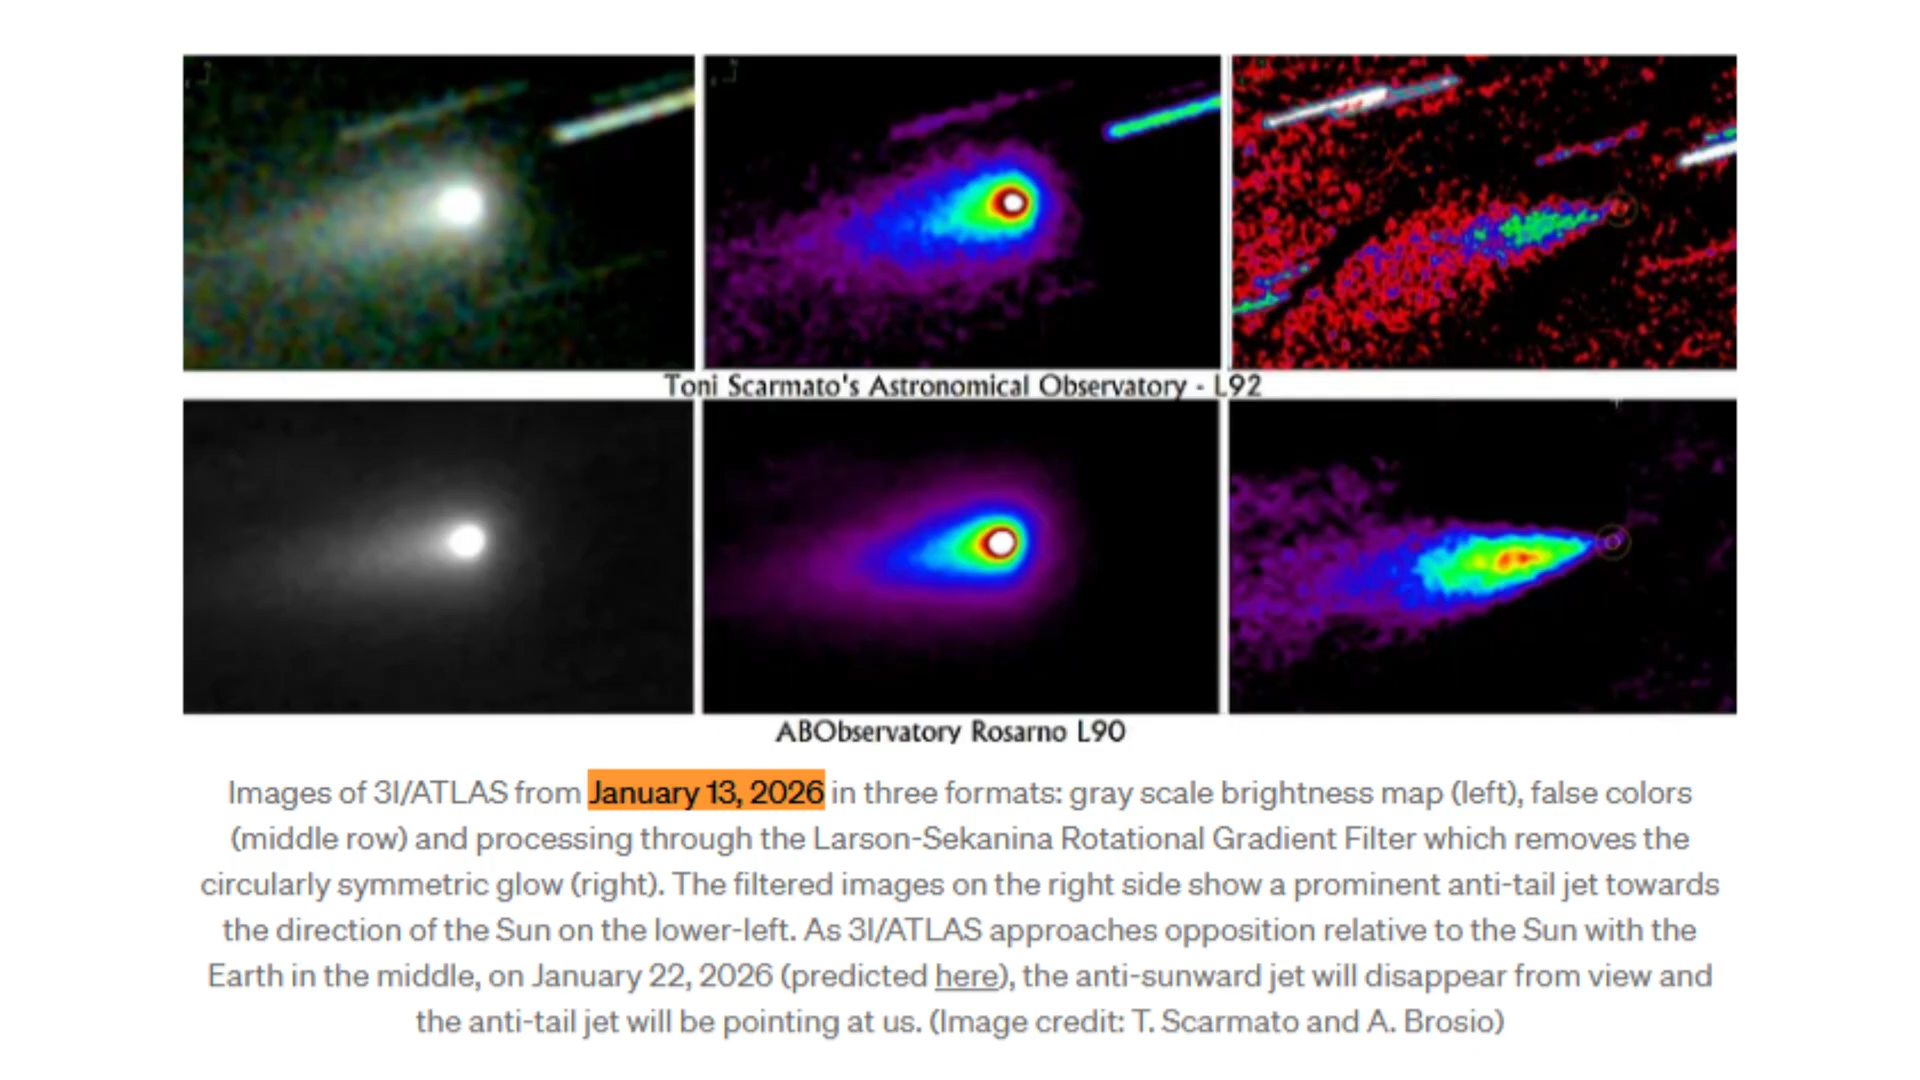 Toni Scarmato's Astronomical Observatory - L92
ABObservatory Rosarno L90
Images of 3I/ATLAS from January 13, 2026 in three formats: gray scale brightness map (left), false colors
(middle row) and processing through the Larson-Sekanina Rotational Gradient Filter which removes the
circularly symmetric glow (right). The filtered images on the right side show a prominent anti-tail jet towards
the direction of the Sun on the lower-left. As 3I/ATLAS approaches opposition relative to the Sun with the
Earth in the middle, on January 22, 2026 (predicted here), the anti-sunward jet will disappear from view and
the anti-tail jet will be pointing at us. (Image credit: T. Scarmato and A. Brosio)